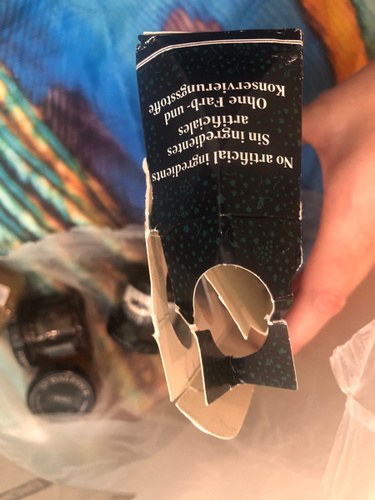 No artificial ingredients
Sin ingredientes
artificiales
Ohne Farb- und
Konservierungsstoffe